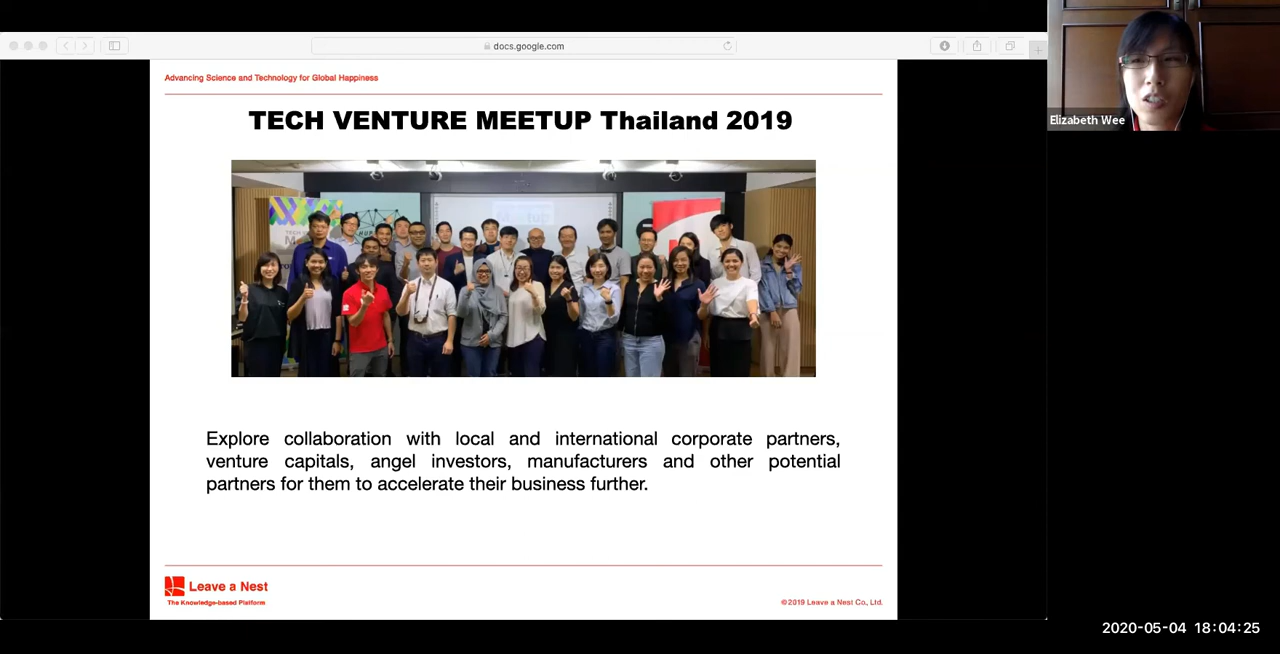 docs.google.com
Elizabeth Wee
Advancing Science and Technology for Global Happiness
TECH VENTURE MEETUP Thailand 2019
HUB
Meetup
Explore collaboration with local and international corporate partners,
venture capitals, angel investors, manufacturers and other potential
partners for them to accelerate their business further.
Leave a Nest
The Knowledge-based Platform
©2019 Leave a Nest Co., Ltd.
2020-05-04 18:04:25